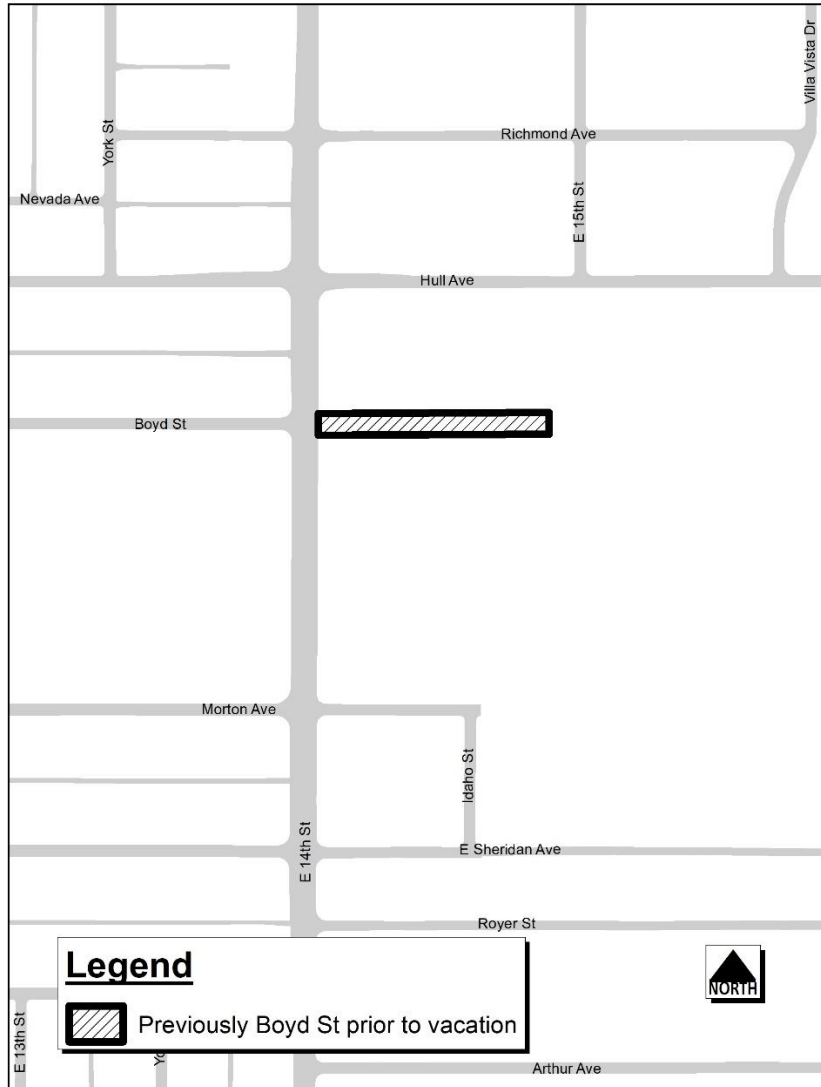 Villa Vista Dr
York St
Richmond Ave
Nevada Ave
E 15th St
Hull Ave
Boyd St
Morton Ave
Idaho St
E 14th St
E Sheridan Ave
Royer St
Legend
NORTH
Previously Boyd St prior to vacation
E 13th St
Yo
Arthur Ave